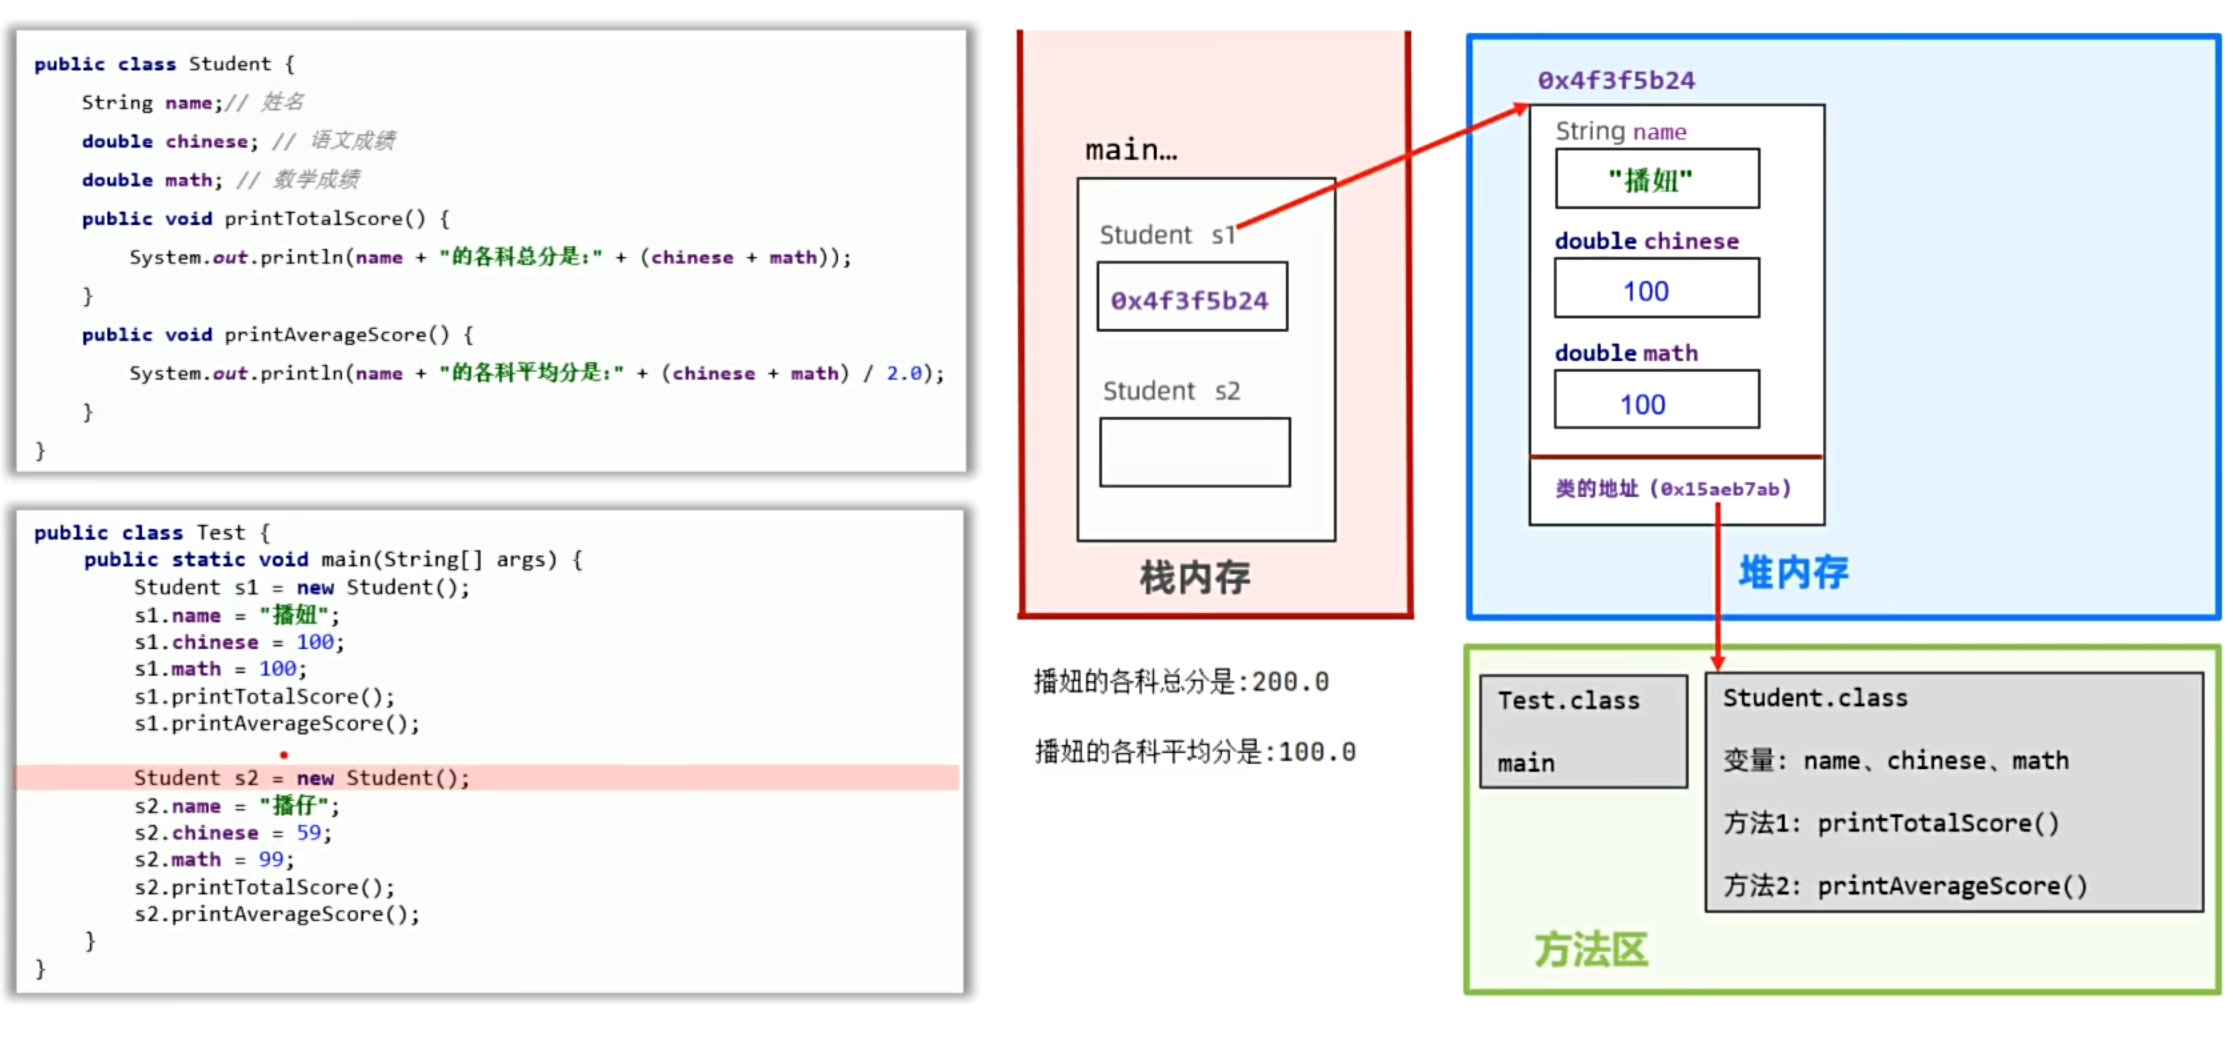 public class Student {
String name;// 姓名
double chinese; // 语文成绩
double math; // 数学成绩
public void printTotalScore() {
System.out.println(name + "的各科总分是:" + (chinese + math));
}
public void printAverageScore() {
System.out.println(name + "的各科平均分是:" + (chinese + math) / 2.0);
}
}
public class Test {
public static void main(String[] args) {
Student s1 = new Student();
s1.name = "播妞";
s1.chinese = 100;
s1.math = 100;
s1.printTotalScore();
s1.printAverageScore();
Student s2 = new Student();
s2.name = "播仔";
s2.chinese = 59;
s2.math = 99;
s2.printTotalScore();
s2.printAverageScore();
}
}
main…
Student s1
0x4f3f5b24
Student s2
栈内存
播妞的各科总分是:200.0
播妞的各科平均分是:100.0
0x4f3f5b24
String name
"播妞"
double chinese
100
double math
100
类的地址（0x15aeb7ab）
堆内存
Test.class
main
Student.class
变量: name、chinese、math
方法1: printTotalScore()
方法2: printAverageScore()
方法区